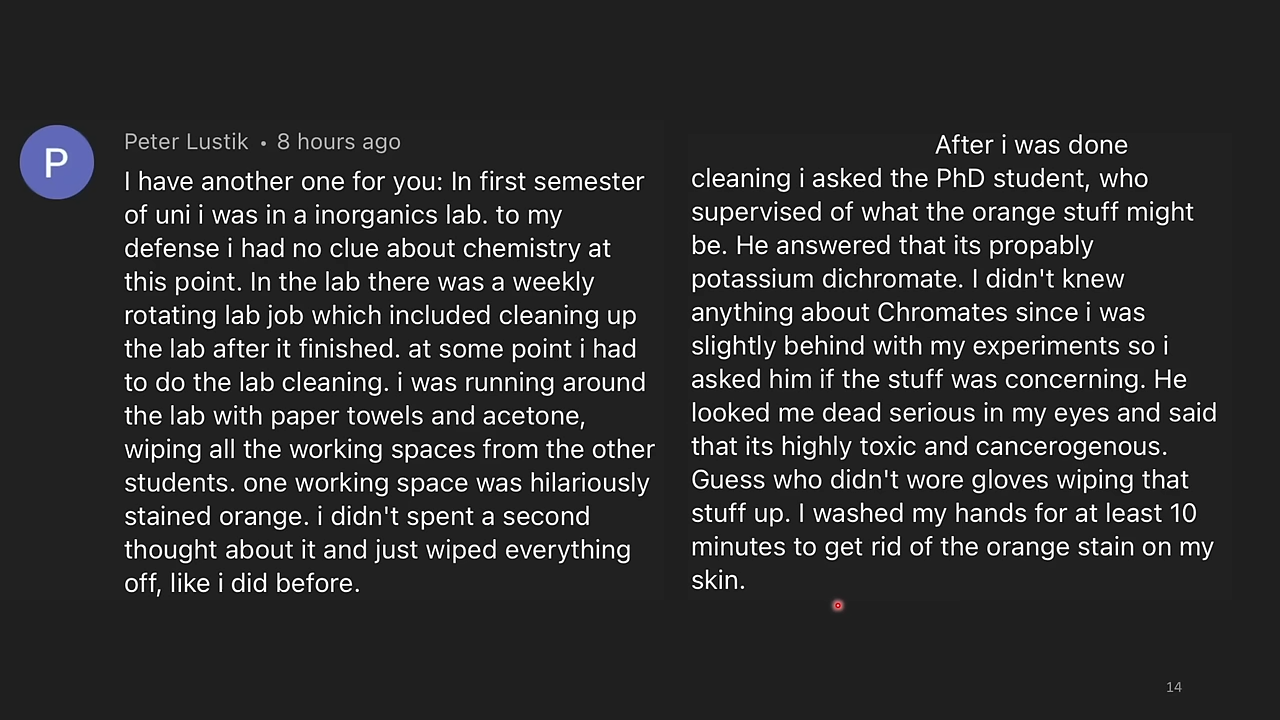 Peter Lustik • 8 hours ago
I have another one for you: In first semester
of uni i was in a inorganics lab. to my
defense i had no clue about chemistry at
this point. In the lab there was a weekly
rotating lab job which included cleaning up
the lab after it finished. at some point i had
to do the lab cleaning. i was running around
the lab with paper towels and acetone,
wiping all the working spaces from the other
students. one working space was hilariously
stained orange. i didn't spent a second
thought about it and just wiped everything
off, like i did before.
After i was done
cleaning i asked the PhD student, who
supervised of what the orange stuff might
be. He answered that its propably
potassium dichromate. I didn't knew
anything about Chromates since i was
slightly behind with my experiments so i
asked him if the stuff was concerning. He
looked me dead serious in my eyes and said
that its highly toxic and cancerogenous.
Guess who didn't wore gloves wiping that
stuff up. I washed my hands for at least 10
minutes to get rid of the orange stain on my
skin.
P
14